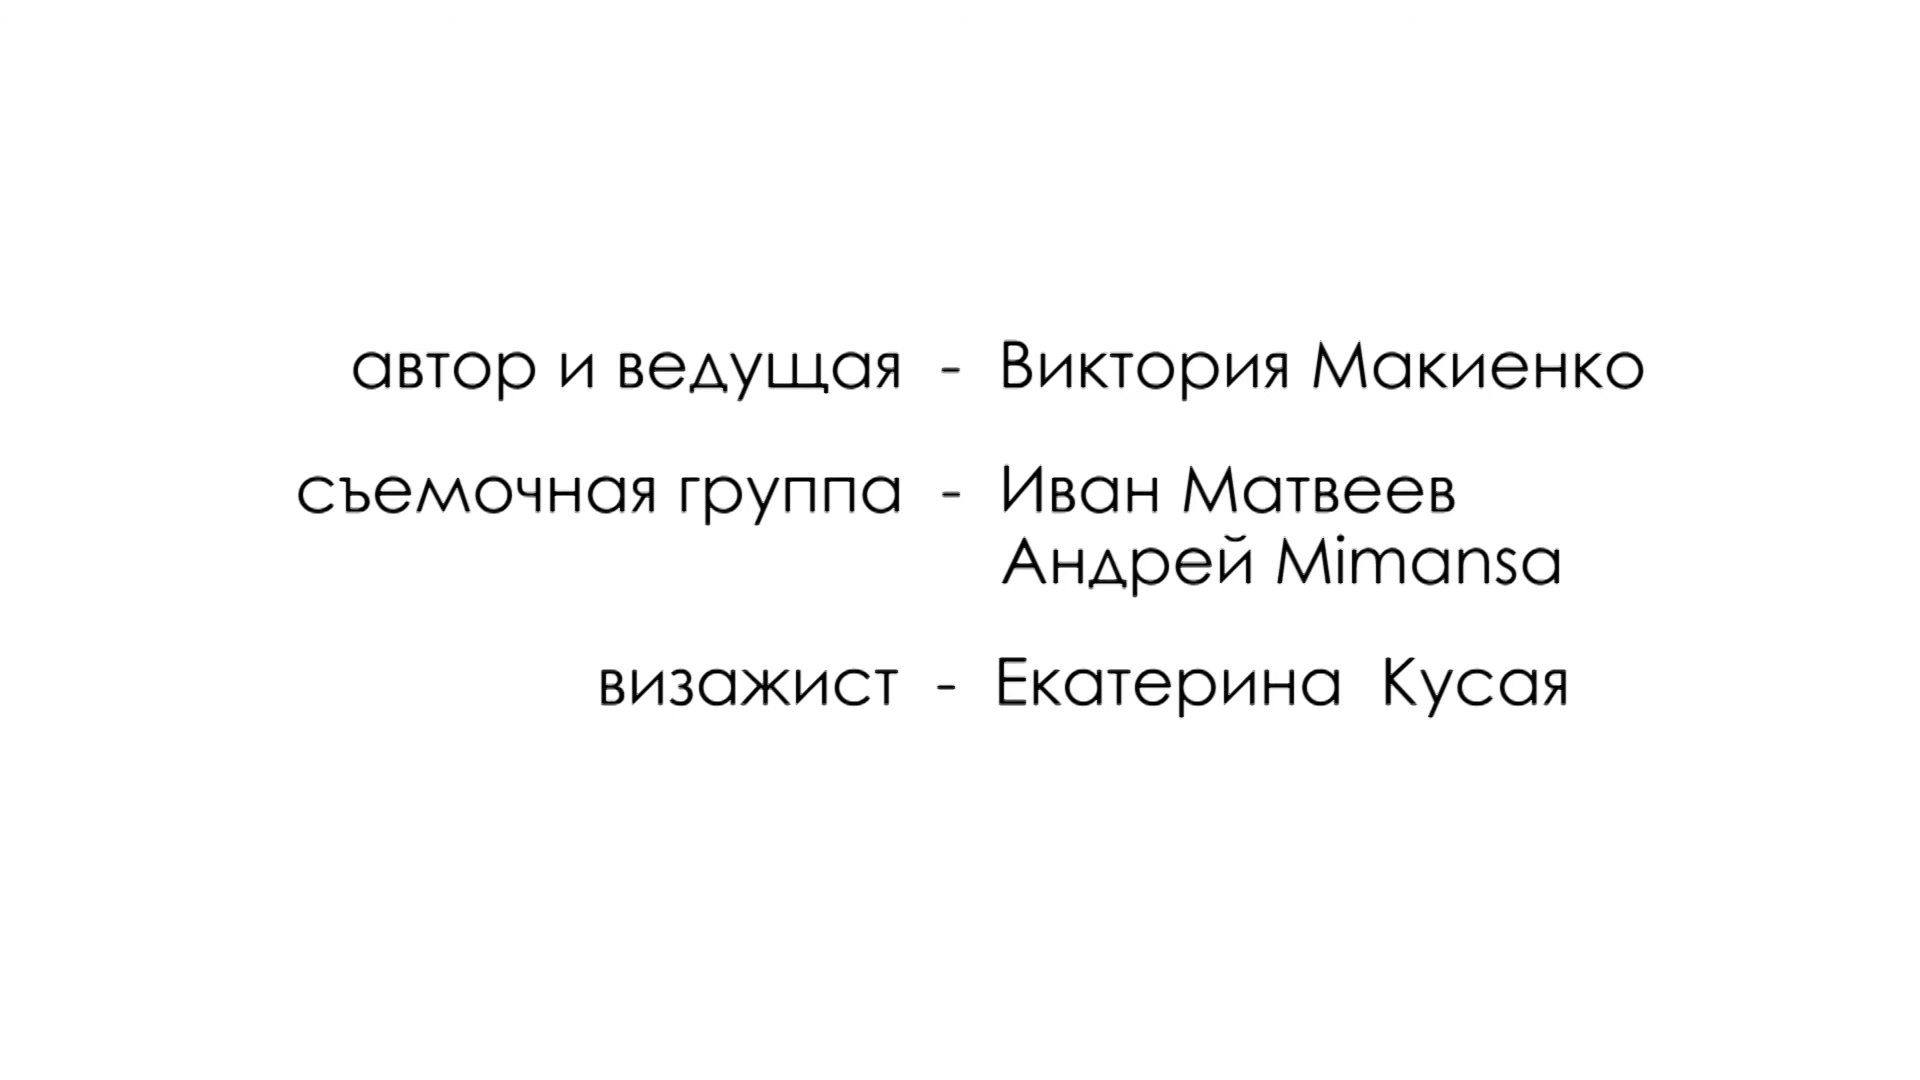 автор и ведущая - Виктория Макиенко
съемочная группа - Иван Матвеев
Андрей Mimansa
визажист - Екатерина Кусая